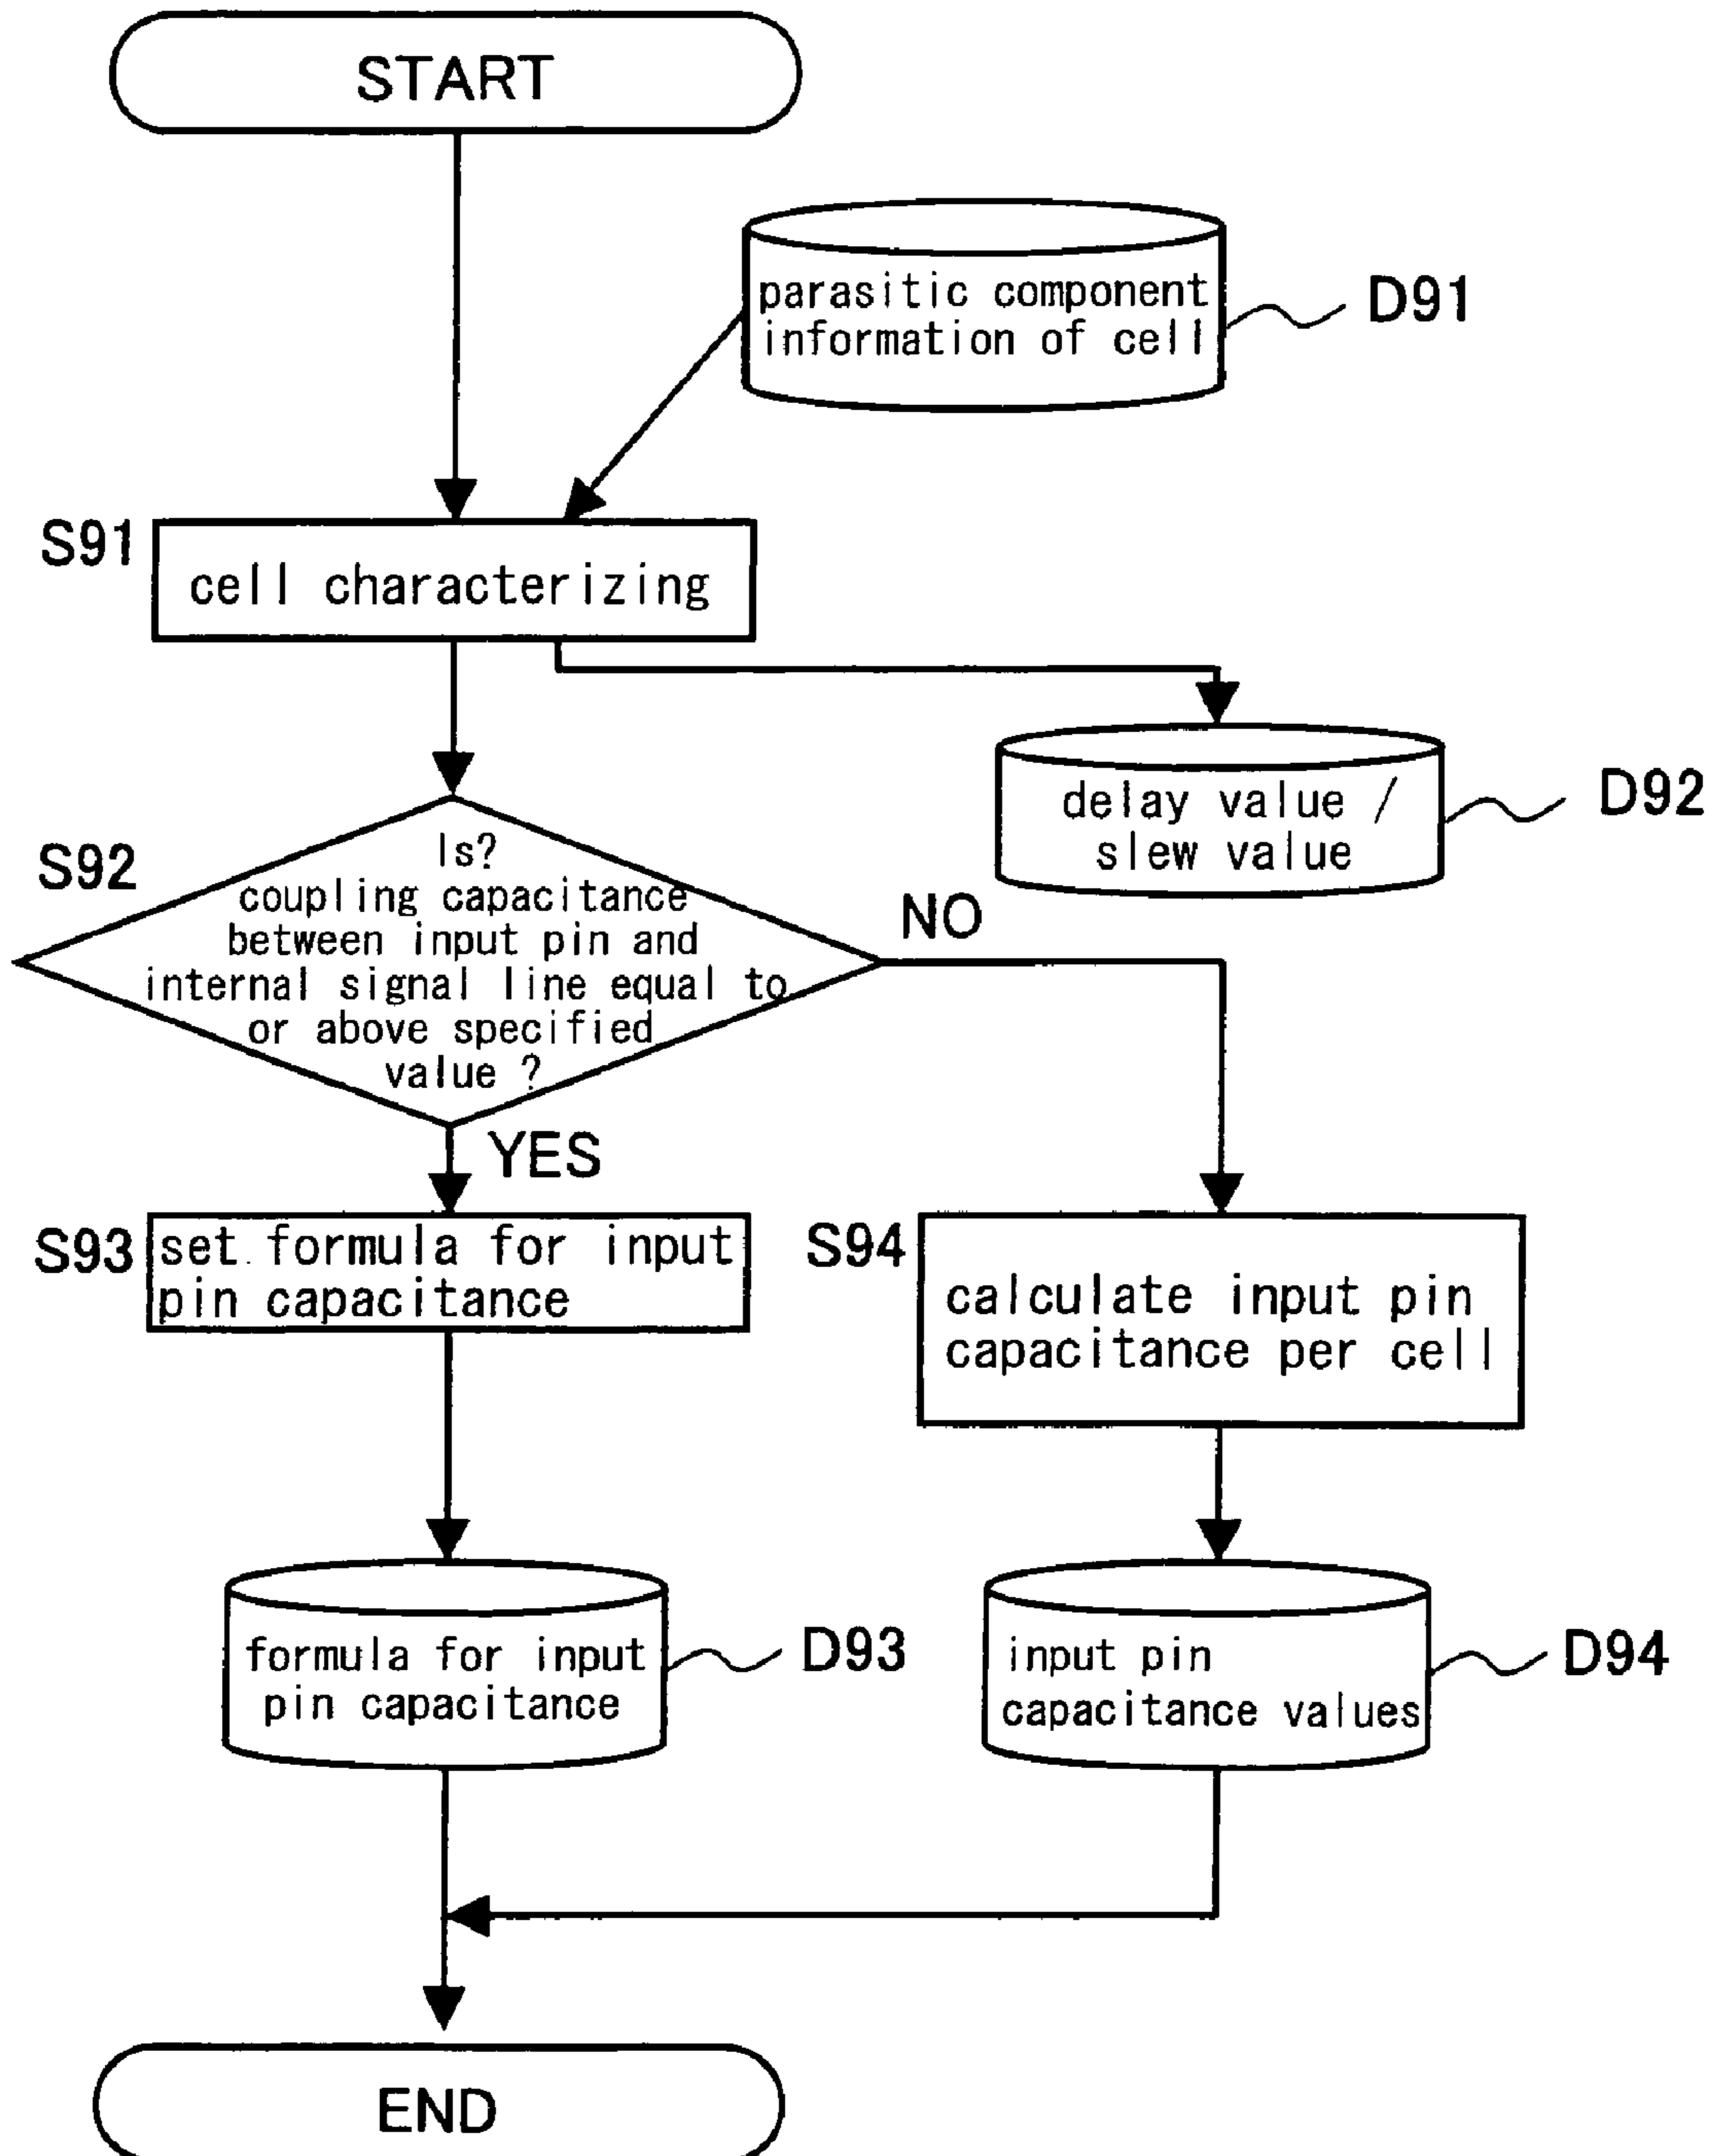 START
parasitic component
information of cell
D91
S91
cell characterizing
delay value /
slew value
D92
S92
Is?
coupling capacitance
between input pin and
internal signal line equal to
or above specified
value ?
NO
YES
S93
set formula for input
pin capacitance
S94
calculate input pin
capacitance per cell
formula for input
pin capacitance
D93
input pin
capacitance values
D94
END